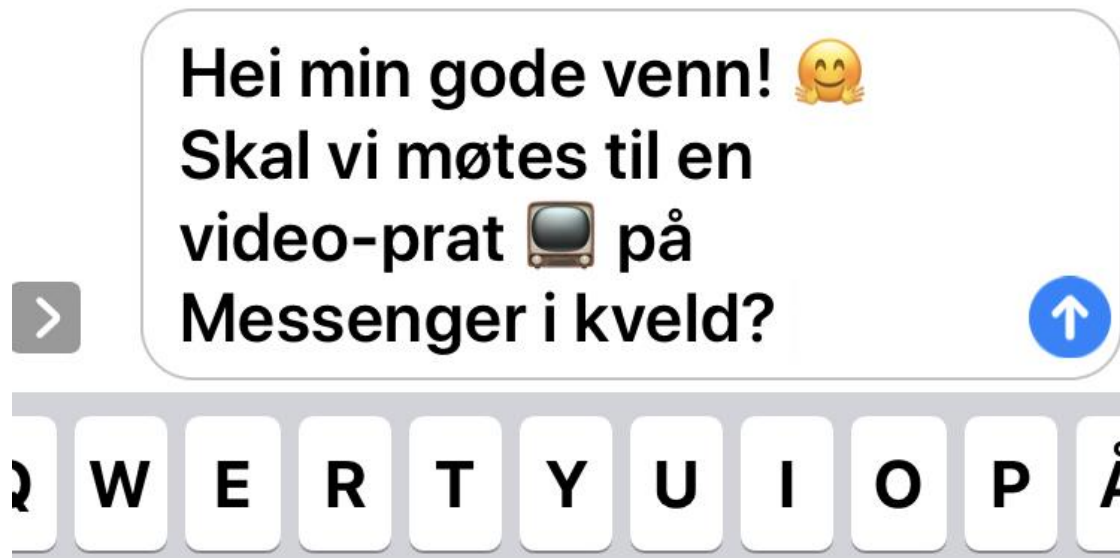 Hei min gode venn! 🤗
Skal vi møtes til en
video-prat 📺 på
Messenger i kveld?
Q W E R T Y U I O P Å